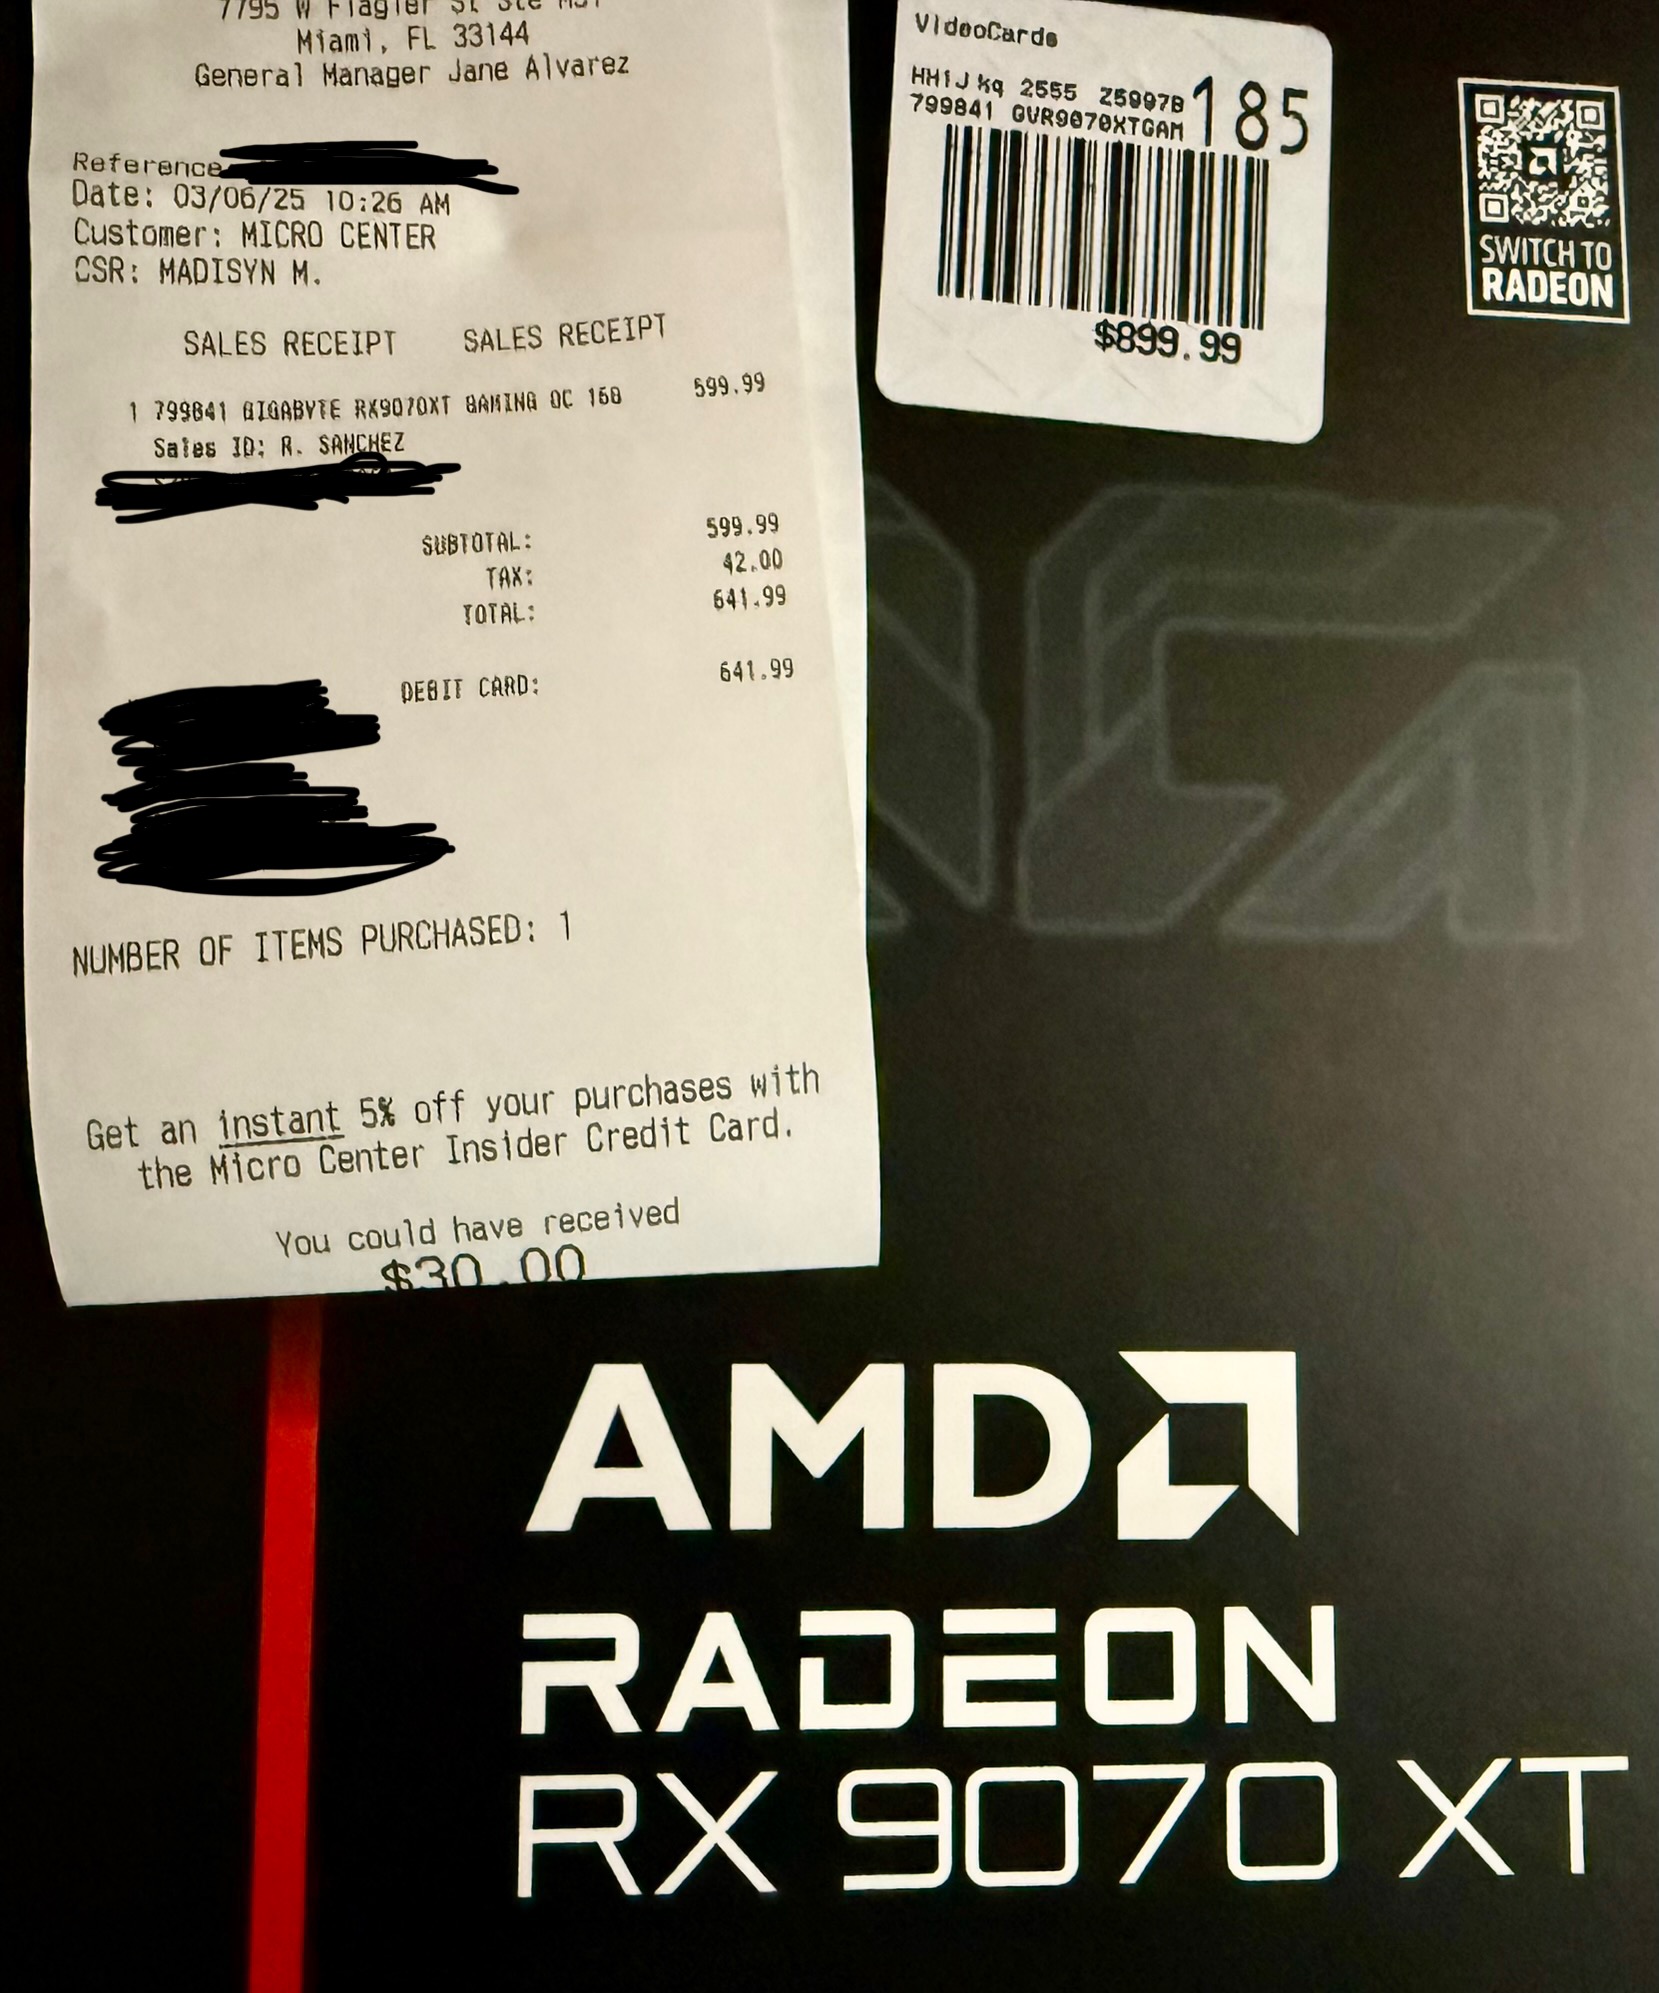 7795 W Flagler St Ste M51
Miami, FL 33144
General Manager Jane Alvarez
Reference
Date: 03/06/25 10:26 AM
Customer: MICRO CENTER
CSR: MADISYN M.
SALES RECEIPT SALES RECEIPT
1 799841 GIGABYTE RX9070XT GAMING OC 16G 599.99
Sales ID: R. SANCHEZ
SUBTOTAL: 599.99
TAX: 42.00
TOTAL: 641.99
DEBIT CARD: 641.99
NUMBER OF ITEMS PURCHASED: 1
Get an instant 5% off your purchases with
the Micro Center Insider Credit Card.
You could have received
$30.00
VideoCards
2555 Z5997B
799841 GVR9070XTGAM
185
$899.99
SWITCH TO
RADEON
AMD
RADEON
RX 9070 XT